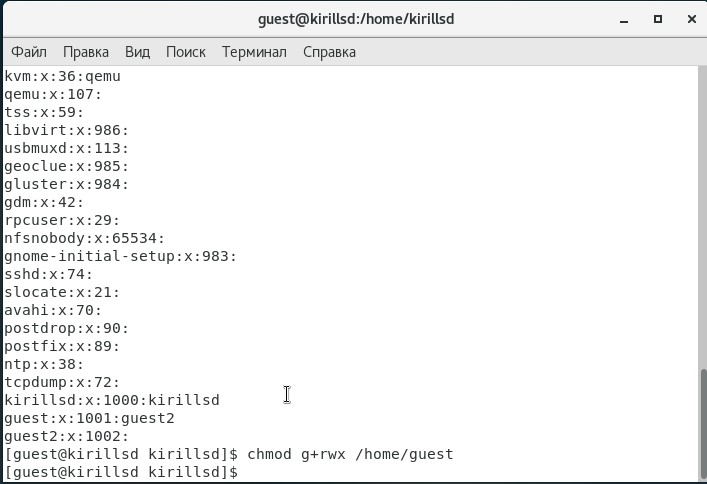 guest@kirillsd:/home/kirillsd
Файл Правка Вид Поиск Терминал Справка
kvm:x:36:qemu
qemu:x:107:
tss:x:59:
libvirt:x:986:
usbmuxd:x:113:
geoclue:x:985:
gluster:x:984:
gdm:x:42:
rpcuser:x:29:
nfsnobody:x:65534:
gnome-initial-setup:x:983:
sshd:x:74:
slocate:x:21:
avahi:x:70:
postdrop:x:90:
postfix:x:89:
ntp:x:38:
tcpdump:x:72:
kirillsd:x:1000:kirillsd
guest:x:1001:guest2
guest2:x:1002:
[guest@kirillsd kirillsd]$ chmod g+rwx /home/guest
[guest@kirillsd kirillsd]$